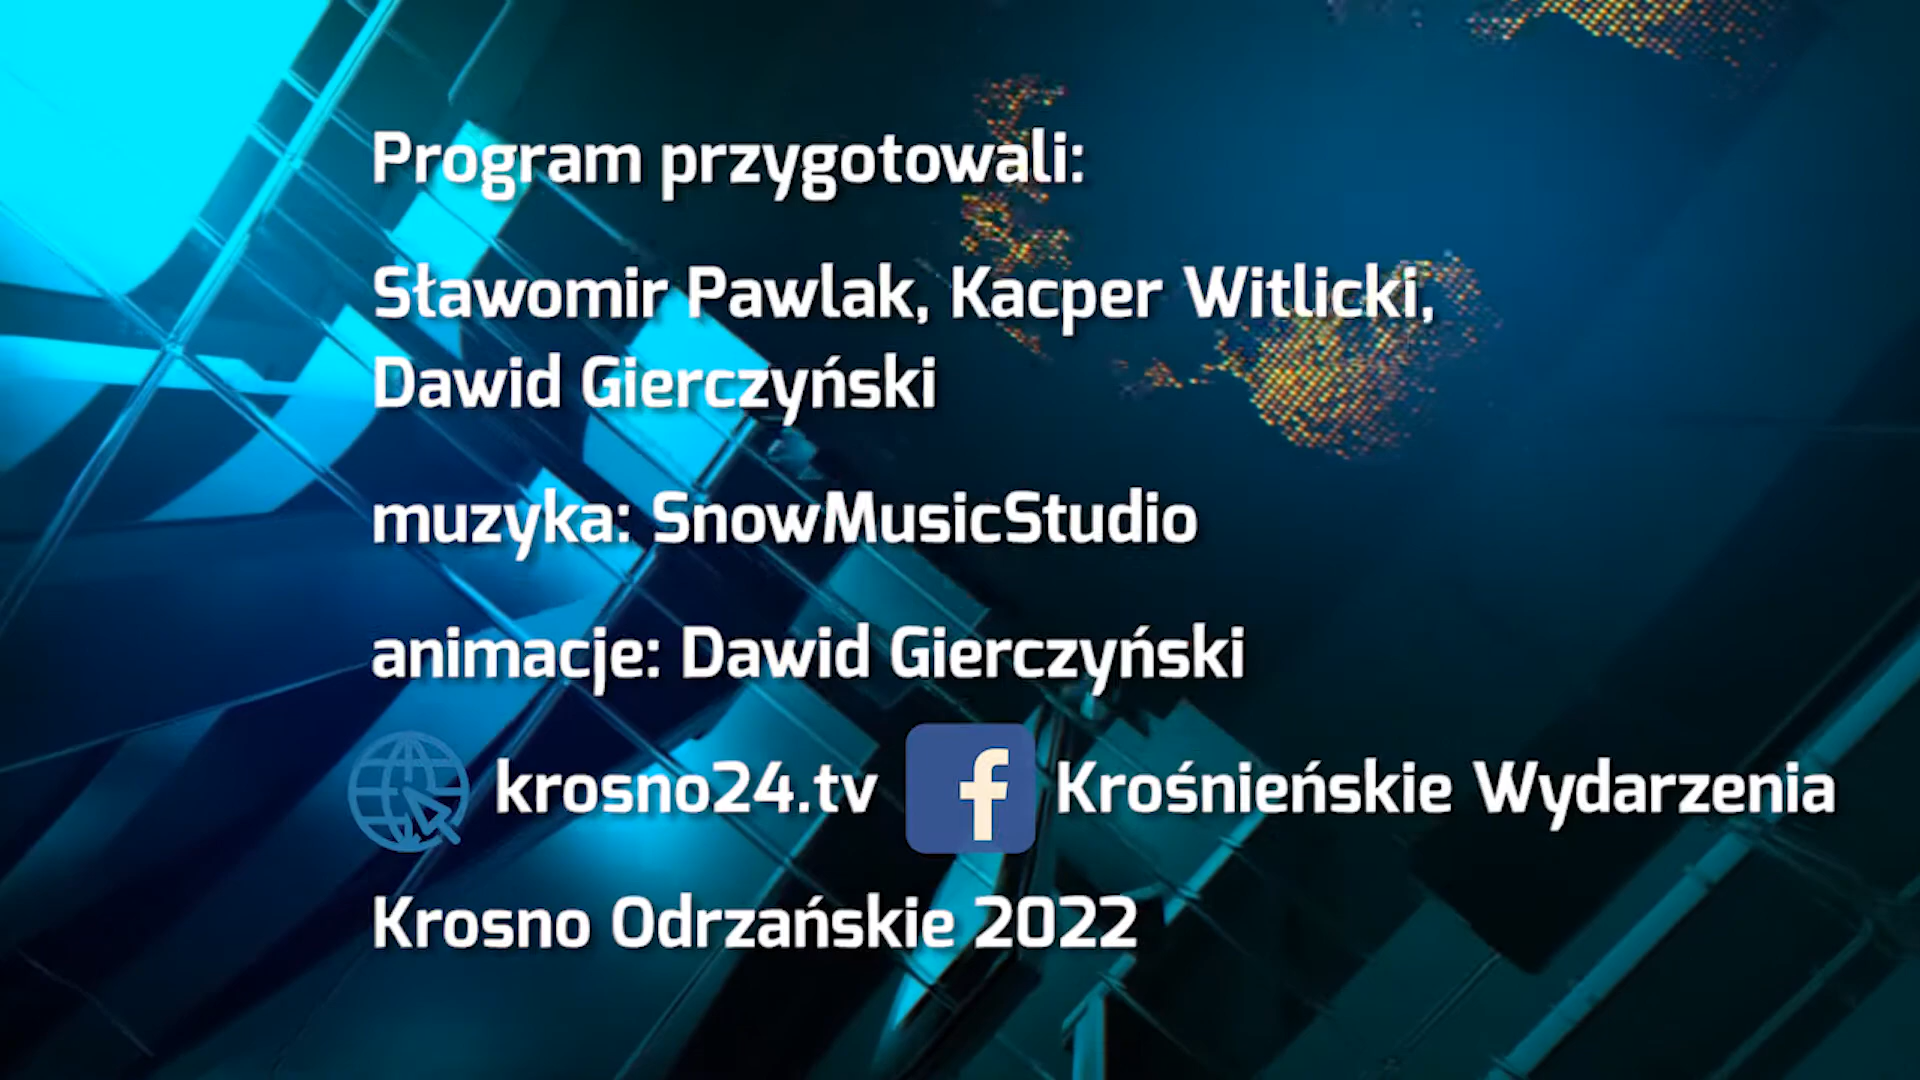 Program przygotowali:
Sławomir Pawlak, Kacper Witlicki,
Dawid Gierczyński
muzyka: SnowMusicStudio
animacje: Dawid Gierczyński
krosno24.tv f Krośnieńskie Wydarzenia
Krosno Odrzańskie 2022